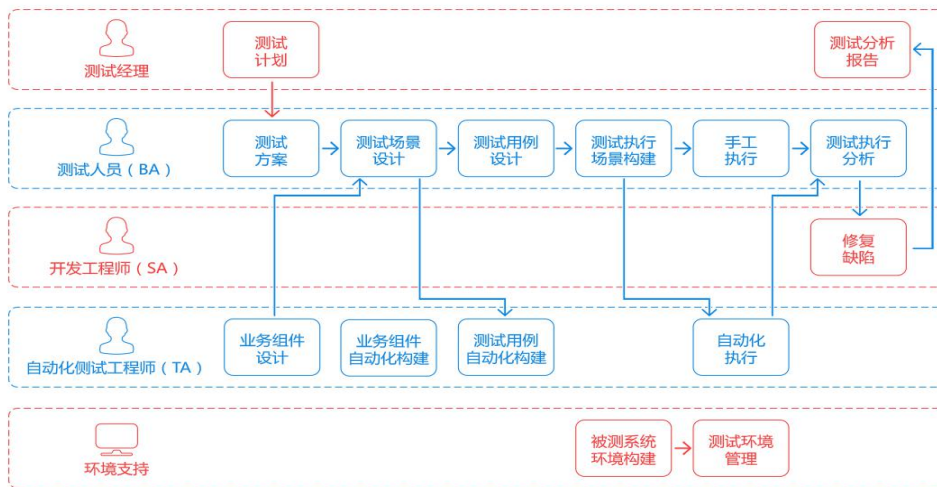 测试经理
测试
计划
测试分析
报告
测试人员（BA）
测试
方案
测试场景
设计
测试用例
设计
测试执行
场景构建
手工
执行
测试执行
分析
开发工程师（SA）
修复
缺陷
自动化侧试工程师（TA）
业务组件
设计
业务组件
自动化构建
测试用例
自动化构建
自动化
执行
环境支持
被测系统
环境构建
测试环境
管理